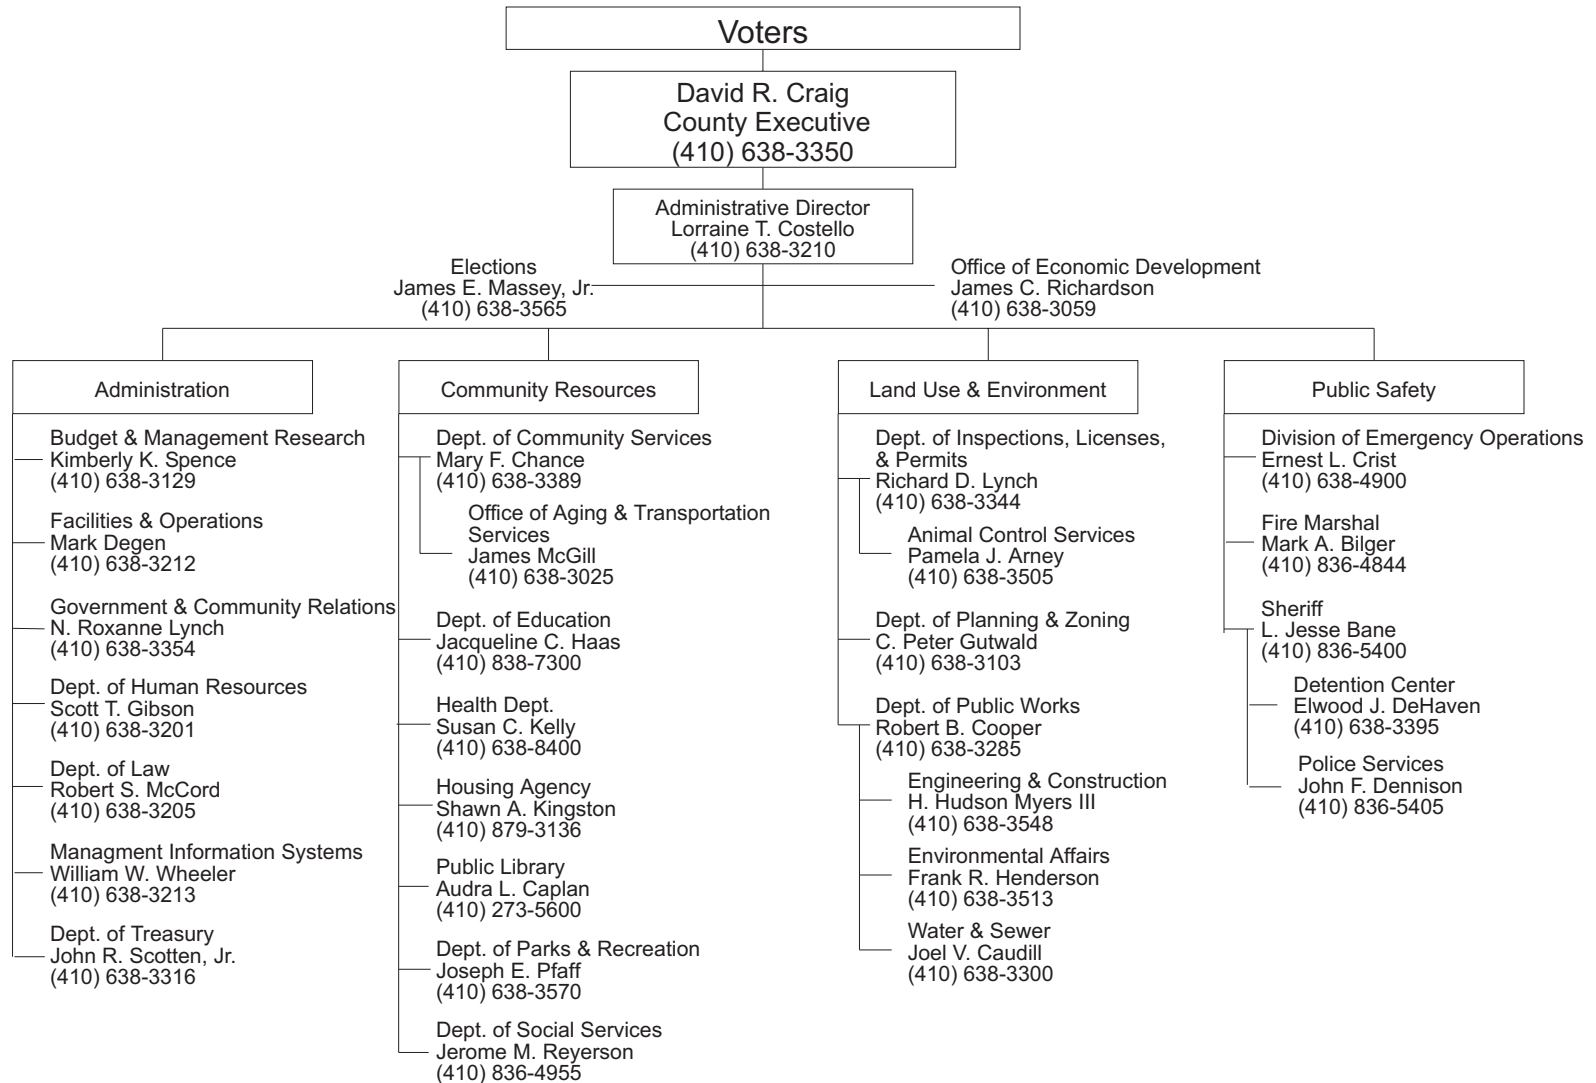 Voters
David R. Craig
County Executive
(410) 638-3350
Administrative Director
Lorraine T. Costello
(410) 638-3210
Elections
James E. Massey, Jr.
(410) 638-3565
Office of Economic Development
James C. Richardson
(410) 638-3059
Administration
Budget & Management Research
Kimberly K. Spence
(410) 638-3129
Facilities & Operations
Mark Degen
(410) 638-3212
Government & Community Relations
N. Roxanne Lynch
(410) 638-3354
Dept. of Human Resources
Scott T. Gibson
(410) 638-3201
Dept. of Law
Robert S. McCord
(410) 638-3205
Managment Information Systems
William W. Wheeler
(410) 638-3213
Dept. of Treasury
John R. Scotten, Jr.
(410) 638-3316
Community Resources
Dept. of Community Services
Mary F. Chance
(410) 638-3389
Office of Aging & Transportation
Services
James McGill
(410) 638-3025
Dept. of Education
Jacqueline C. Haas
(410) 838-7300
Health Dept.
Susan C. Kelly
(410) 638-8400
Housing Agency
Shawn A. Kingston
(410) 879-3136
Public Library
Audra L. Caplan
(410) 273-5600
Dept. of Parks & Recreation
Joseph E. Pfaff
(410) 638-3570
Dept. of Social Services
Jerome M. Reyerson
(410) 836-4955
Land Use & Environment
Dept. of Inspections, Licenses,
& Permits
Richard D. Lynch
(410) 638-3344
Animal Control Services
Pamela J. Arney
(410) 638-3505
Dept. of Planning & Zoning
C. Peter Gutwald
(410) 638-3103
Dept. of Public Works
Robert B. Cooper
(410) 638-3285
Engineering & Construction
H. Hudson Myers III
(410) 638-3548
Environmental Affairs
Frank R. Henderson
(410) 638-3513
Water & Sewer
Joel V. Caudill
(410) 638-3300
Public Safety
Division of Emergency Operations
Ernest L. Crist
(410) 638-4900
Fire Marshal
Mark A. Bilger
(410) 836-4844
Sheriff
L. Jesse Bane
(410) 836-5400
Detention Center
Elwood J. DeHaven
(410) 638-3395
Police Services
John F. Dennison
(410) 836-5405